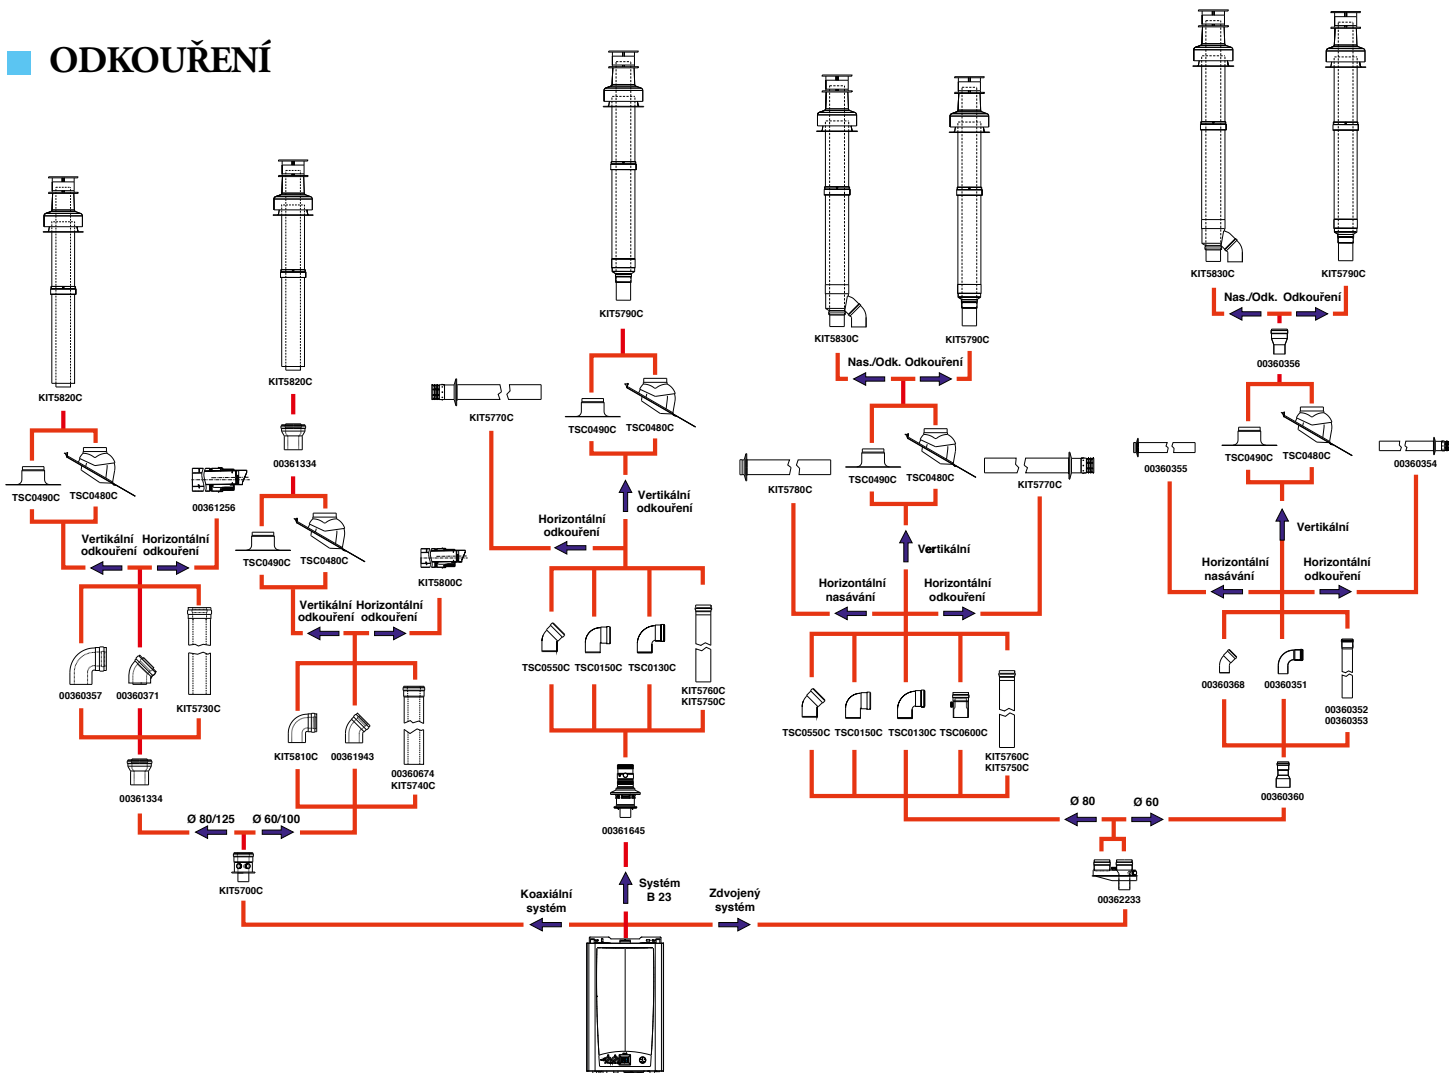 ODKOUŘENÍ
KIT5820C
TSC0490C
TSC0480C
00361256
Vertikální
odkouření
Horizontální
odkouření
00360357
00360371
KIT5730C
00361334
KIT5820C
00361334
TSC0490C
TSC0480C
KIT5800C
Vertikální
odkouření
Horizontální
odkouření
KIT5810C
00361943
00360674
KIT5740C
Ø 80/125
Ø 60/100
KIT5700C
Koaxiální
systém
KIT5790C
KIT5770C
TSC0490C
TSC0480C
Vertikální
odkouření
Horizontální
odkouření
TSC0550C
TSC0150C
TSC0130C
KIT5760C
KIT5750C
00361645
Systém
B 23
Zdvojený
systém
KIT5830C
KIT5790C
Nas./Odk.
Odkouření
KIT5780C
TSC0490C
TSC0480C
KIT5770C
Vertikální
Horizontální
nasávání
Horizontální
odkouření
TSC0550C
TSC0150C
TSC0130C
TSC0600C
KIT5760C
KIT5750C
Ø 80
Ø 60
00362233
KIT5830C
KIT5790C
Nas./Odk.
Odkouření
00360356
00360355
TSC0490C
TSC0480C
00360354
Vertikální
Horizontální
nasávání
Horizontální
odkouření
00360368
00360351
00360352
00360353
00360360